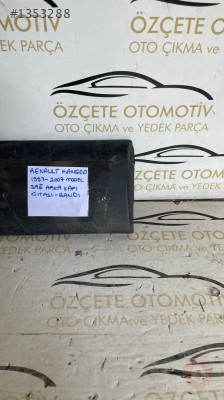 #1353288
ÖZÇETE OTOMOTİV
OTO ÇIKMA ve YEDEK PARÇA
ÖZÇETE OTOMOTİV
OTO ÇIKMA ve YEDEK PARÇA
RENAULT KANGOO
1997-2007 MODEL
SAĞ ARKA KAPI
ÇITASI-BANDI
OTOMOTİV
YEDEK PARÇA
ÖZÇETE OTOMOTİV
OTO ÇIKMA ve YEDEK PARÇA